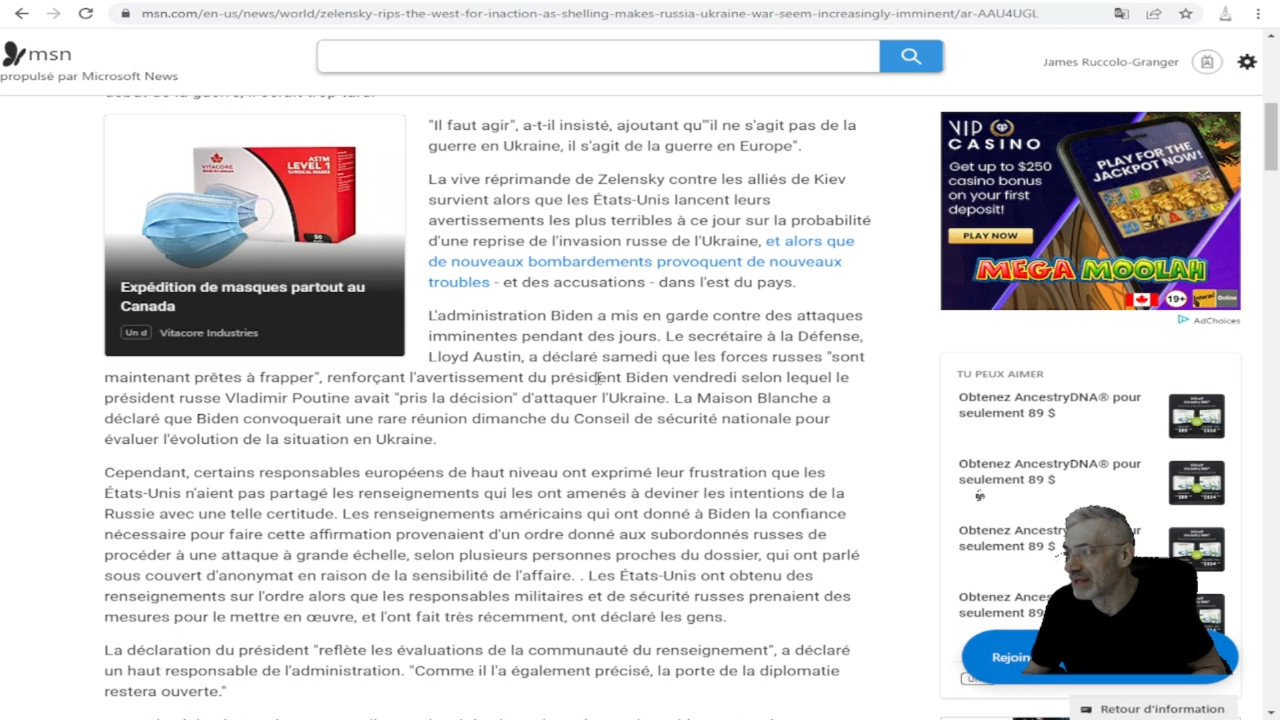 msn.com/en-us/news/world/zelensky-rips-the-west-for-inaction-as-shelling-makes-russia-ukraine-war-seem-increasingly-imminent/ar-AAU4UGL
msn
propulsé par Microsoft News
James Ruccolo-Granger
"Il faut agir", a-t-il insisté, ajoutant qu'"il ne s'agit pas de la
guerre en Ukraine, il s'agit de la guerre en Europe".
La vive réprimande de Zelensky contre les alliés de Kiev
survient alors que les États-Unis lancent leurs
avertissements les plus terribles à ce jour sur la probabilité
d'une reprise de l'invasion russe de l'Ukraine, et alors que
de nouveaux bombardements provoquent de nouveaux
troubles - et des accusations - dans l'est du pays.
L'administration Biden a mis en garde contre des attaques
imminentes pendant des jours. Le secrétaire à la Défense,
Lloyd Austin, a déclaré samedi que les forces russes "sont
maintenant prêtes à frapper", renforçant l'avertissement du président Biden vendredi selon lequel le
président russe Vladimir Poutine avait "pris la décision" d'attaquer l'Ukraine. La Maison Blanche a
déclaré que Biden convoquerait une rare réunion dimanche du Conseil de sécurité nationale pour
évaluer l'évolution de la situation en Ukraine.
Cependant, certains responsables européens de haut niveau ont exprimé leur frustration que les
États-Unis n'aient pas partagé les renseignements qui les ont amenés à deviner les intentions de la
Russie avec une telle certitude. Les renseignements américains qui ont donné à Biden la confiance
nécessaire pour faire cette affirmation provenaient d'un ordre donné aux subordonnés russes de
procéder à une attaque à grande échelle, selon plusieurs personnes proches du dossier, qui ont parlé
sous couvert d'anonymat en raison de la sensibilité de l'affaire. . Les États-Unis ont obtenu des
renseignements sur l'ordre alors que les responsables militaires et de sécurité russes prenaient des
mesures pour le mettre en œuvre, et l'ont fait très récemment, ont déclaré les gens.
La déclaration du président "reflète les évaluations de la communauté du renseignement", a déclaré
un haut responsable de l'administration. "Comme il l'a également précisé, la porte de la diplomatie
restera ouverte."
VITACORE
ASTM
LEVEL 1
SURGICAL MASKS
50
Expédition de masques partout au
Canada
Un d
Vitacore Industries
VIP
CASINO
Get up to $250
casino bonus
on your first
deposit!
PLAY NOW
PLAY FOR THE
JACKPOT NOW!
MEGA MOOLAH
19+
Interac Online
AdChoices
TU PEUX AIMER
Obtenez AncestryDNA® pour
seulement 89 $
Obtenez AncestryDNA® pour
seulement 89 $
Obtenez Ancestry
seulement 89 $
Obtenez Ances
seulement 89
Rejoin
Retour d'information